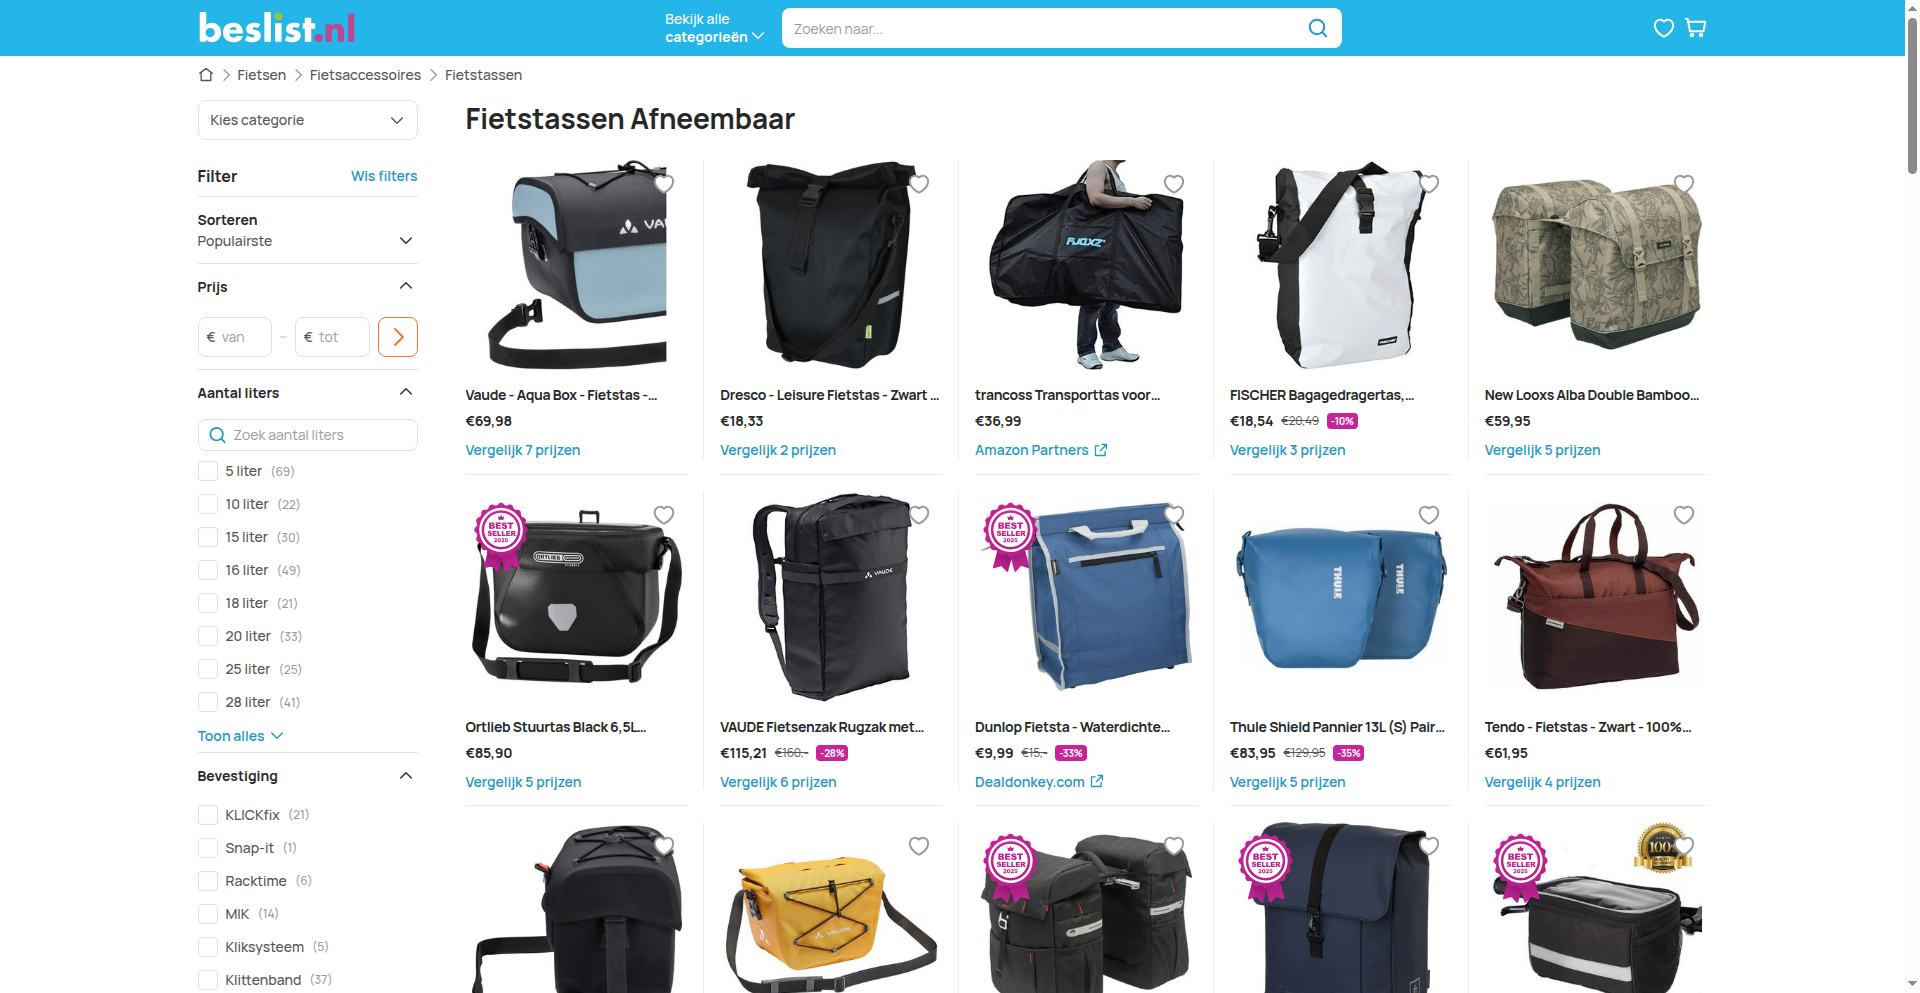 beslist.nl
Bekijk alle
categorieën
Zoeken naar...
Fietsen
Fietsaccessoires
Fietstassen
Kies categorie
Fietstassen Afneembaar
Filter
Wis filters
Sorteren
Populairste
Prijs
€ van
–
€ tot
Aantal liters
Zoek aantal liters
5 liter (69)
10 liter (22)
15 liter (30)
16 liter (49)
18 liter (21)
20 liter (33)
25 liter (25)
28 liter (41)
Toon alles
Bevestiging
KLICKfix (21)
Snap-it (1)
Racktime (6)
MIK (14)
Kliksysteem (5)
Klittenband (37)
VAU
Vaude - Aqua Box - Fietstas -...
€69,98
Vergelijk 7 prijzen
Dresco - Leisure Fietstas - Zwart ...
€18,33
Vergelijk 2 prijzen
FJQXZ
trancoss Transporttas voor...
€36,99
Amazon Partners
FISCHER Bagagedragertas,...
€18,54 €20,49 -10%
Vergelijk 3 prijzen
New Looxs Alba Double Bamboo...
€59,95
Vergelijk 5 prijzen
BEST
SELLER
2025
ORTLIEB
Ortlieb Stuurtas Black 6,5L...
€85,90
Vergelijk 5 prijzen
VAUDE
VAUDE Fietsenzak Rugzak met...
€115,21 €160,- -28%
Vergelijk 6 prijzen
BEST
SELLER
2025
Dunlop Fietsta - Waterdichte...
€9,99 €15,- -33%
Dealdonkey.com
THULE
THULE
Thule Shield Pannier 13L (S) Pair...
€83,95 €129,95 -35%
Vergelijk 5 prijzen
Tendo - Fietstas - Zwart - 100%...
€61,95
Vergelijk 4 prijzen
VAUDE
BEST
SELLER
2025
BEST
SELLER
2025
BEST
SELLER
2025
100%